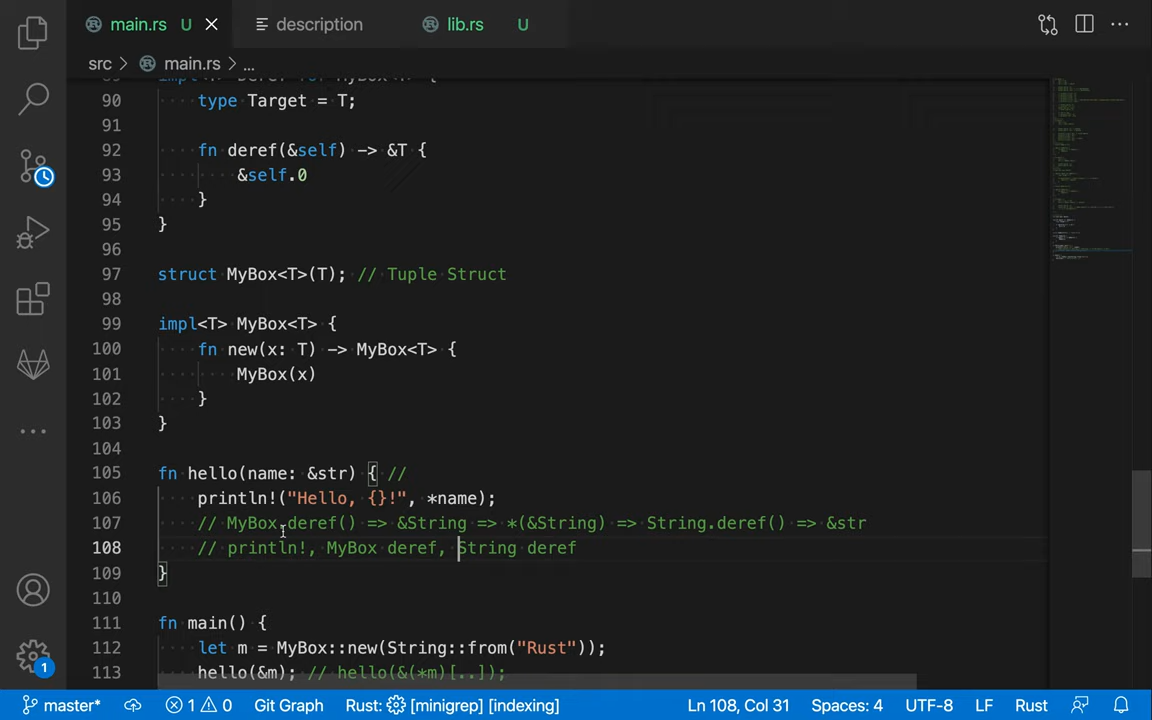 main.rs U description lib.rs U
src main.rs ...
90 type Target = T;
91
92 fn deref(&self) -> &T {
93 &self.0
94 }
95 }
96
97 struct MyBox<T>(T); // Tuple Struct
98
99 impl<T> MyBox<T> {
100 fn new(x: T) -> MyBox<T> {
101 MyBox(x)
102 }
103 }
104
105 fn hello(name: &str) { //
106 println!("Hello, {}!", *name);
107 // MyBox deref() => &String => *(&String) => String.deref() => &str
108 // println!, MyBox deref, String deref
109 }
110
111 fn main() {
112 let m = MyBox::new(String::from("Rust"));
113 hello(&m); // hello(&(*m)[..]);
1
master* 1 0 Git Graph Rust: [minigrep] [indexing] Ln 108, Col 31 Spaces: 4 UTF-8 LF Rust